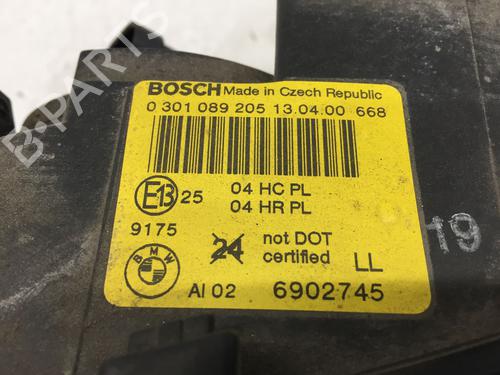 BOSCH Made in Czech Republic
0 301 089 205 13.04.00 668
E13 25
04 HC PL
04 HR PL
9175
24
not DOT
certified
LL
BMW
AI 02
6902745
19